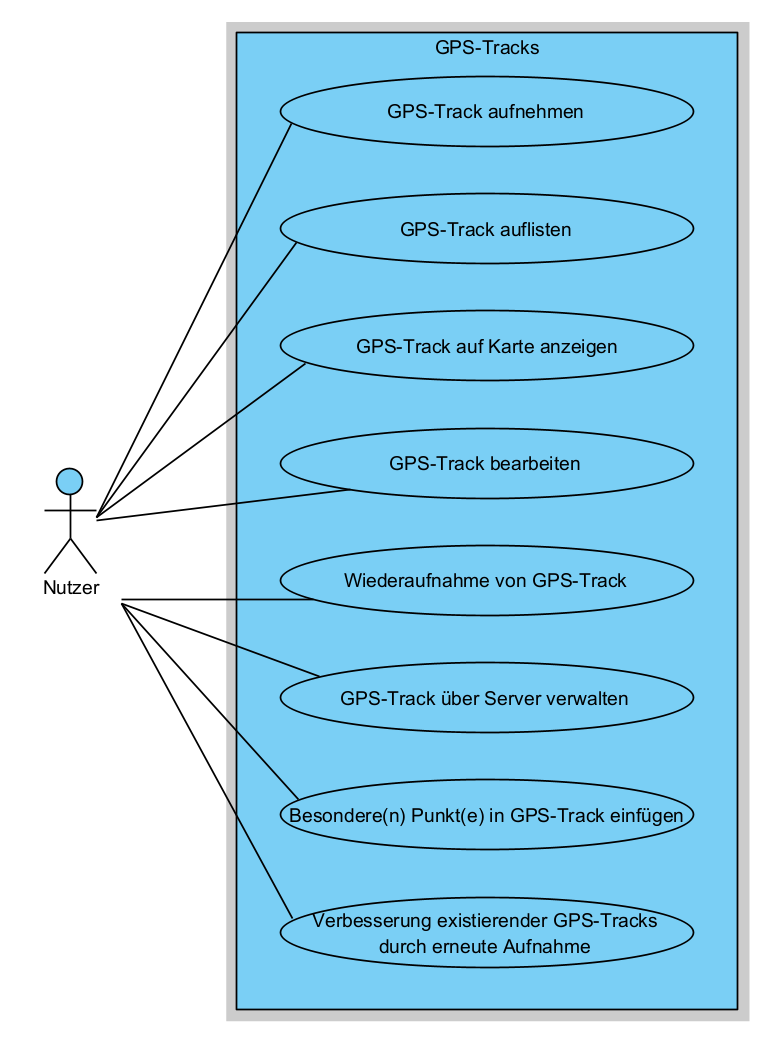 GPS-Tracks
GPS-Track aufnehmen
GPS-Track auflisten
GPS-Track auf Karte anzeigen
GPS-Track bearbeiten
Nutzer
Wiederaufnahme von GPS-Track
GPS-Track über Server verwalten
Besondere(n) Punkt(e) in GPS-Track einfügen
Verbesserung existierender GPS-Tracks
durch erneute Aufnahme